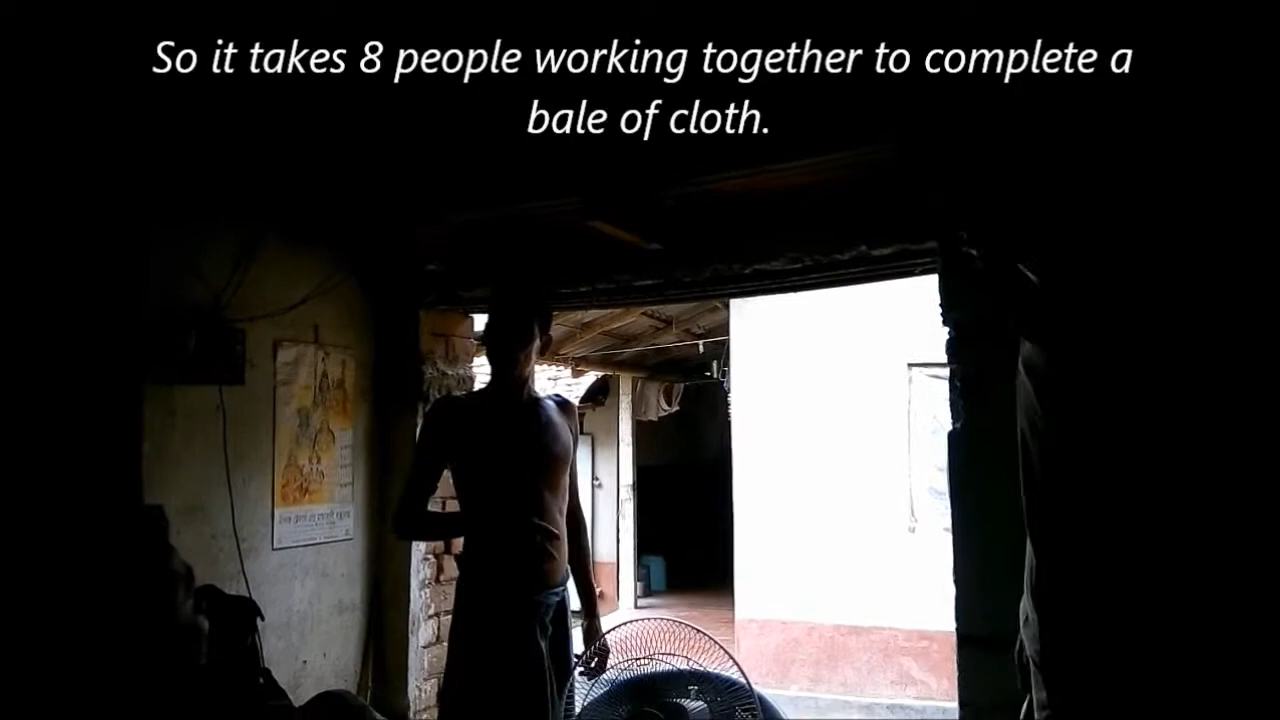 So it takes 8 people working together to complete a
bale of cloth.